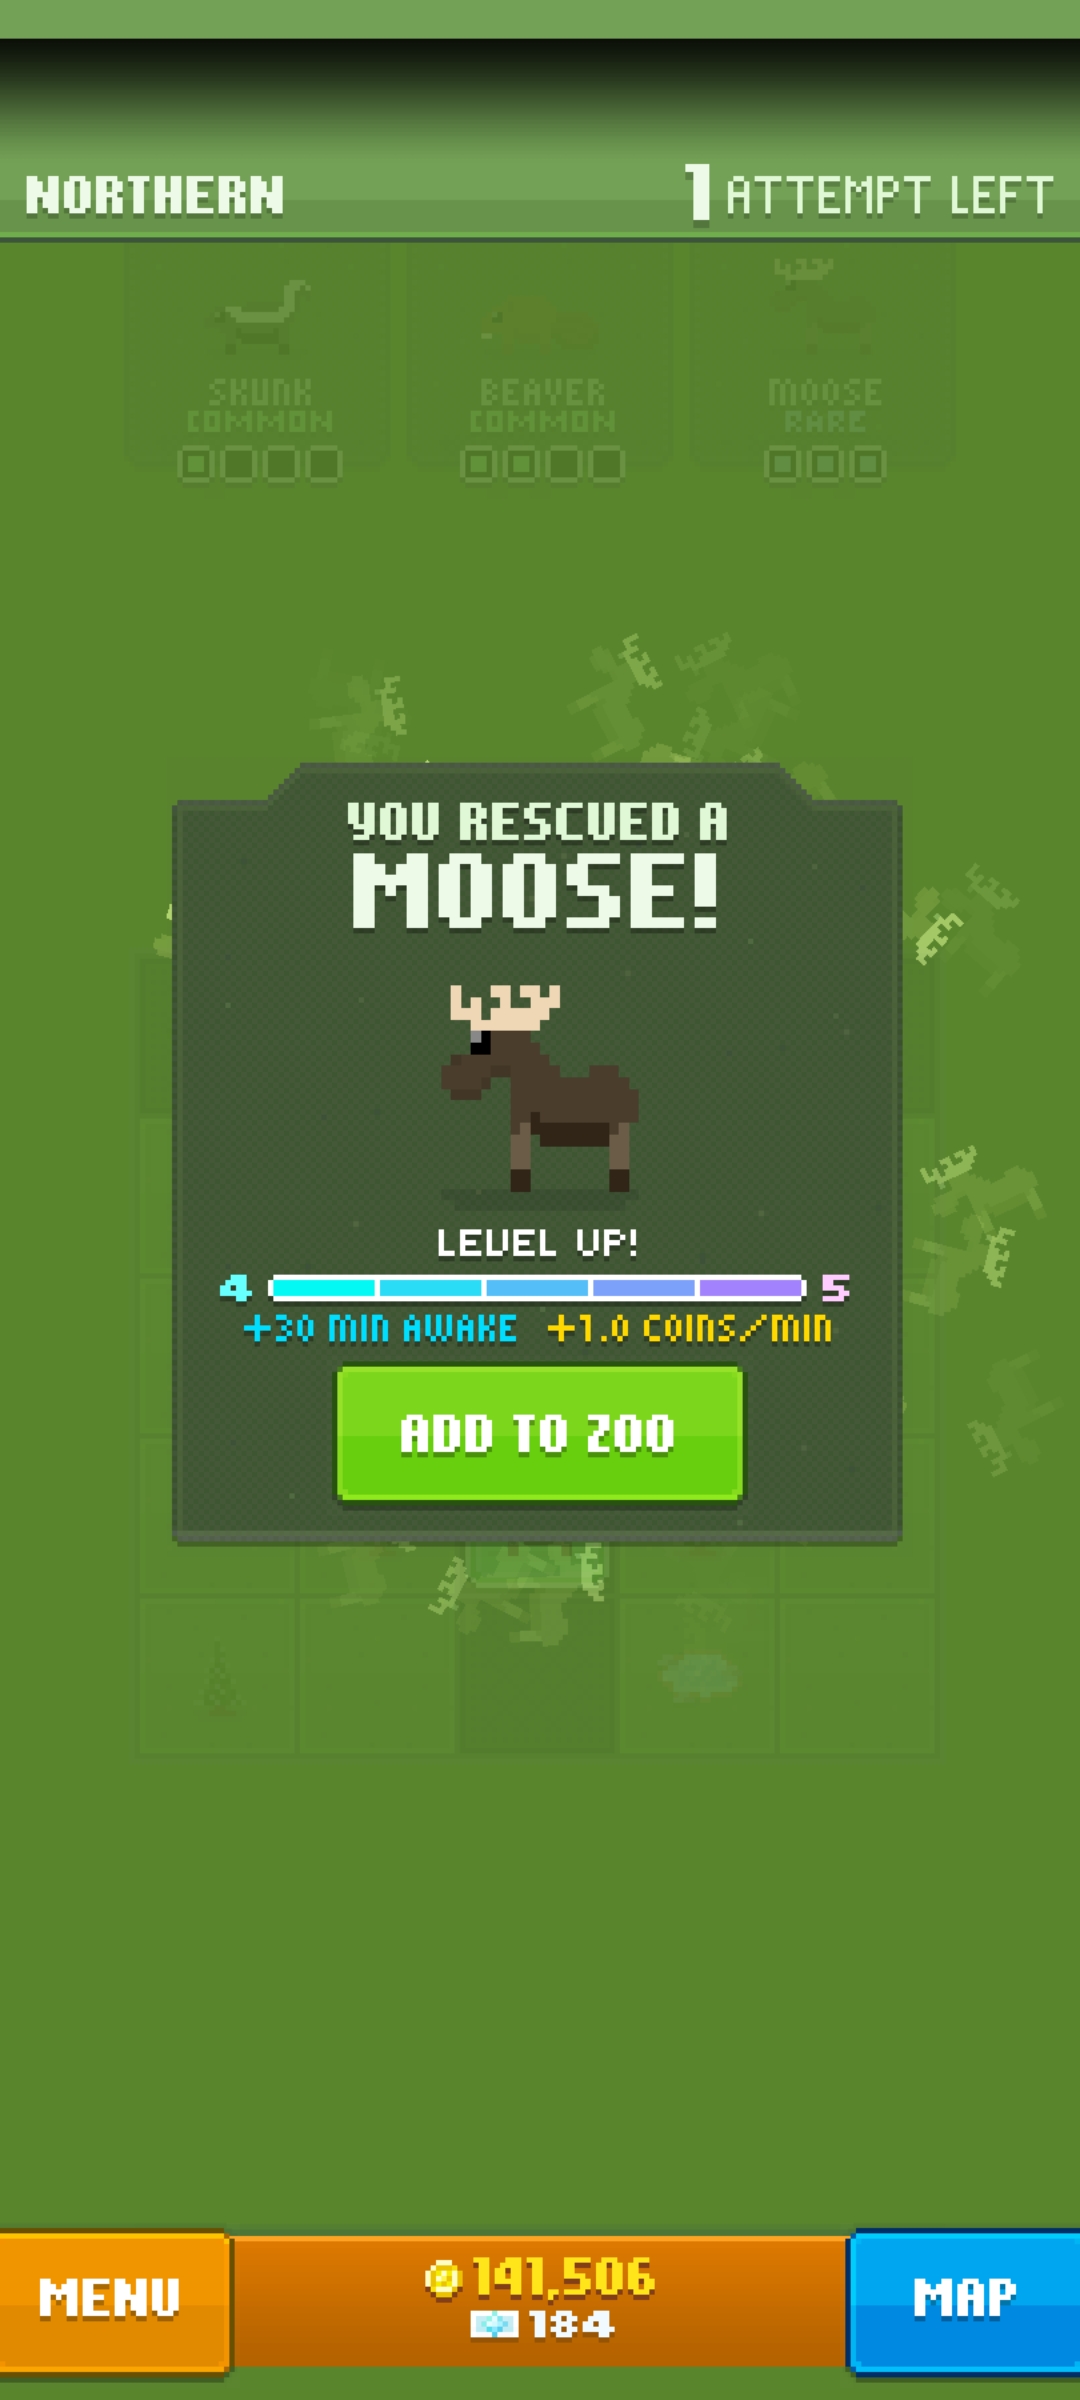 NORTHERN
1 ATTEMPT LEFT
SKUNK
COMMON
BEAVER
COMMON
MOOSE
RARE
YOU RESCUED A
MOOSE!
LEVEL UP!
4 5
+30 MIN AWAKE +1.0 COINS/MIN
ADD TO ZOO
MENU
141,506
184
MAP